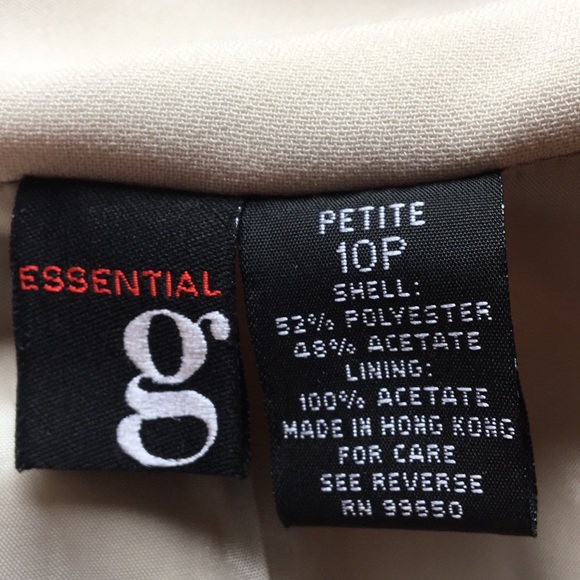 ESSENTIAL
g
PETITE
10P
SHELL:
52% POLYESTER
48% ACETATE
LINING:
100% ACETATE
MADE IN HONG KONG
FOR CARE
SEE REVERSE
RN 99650